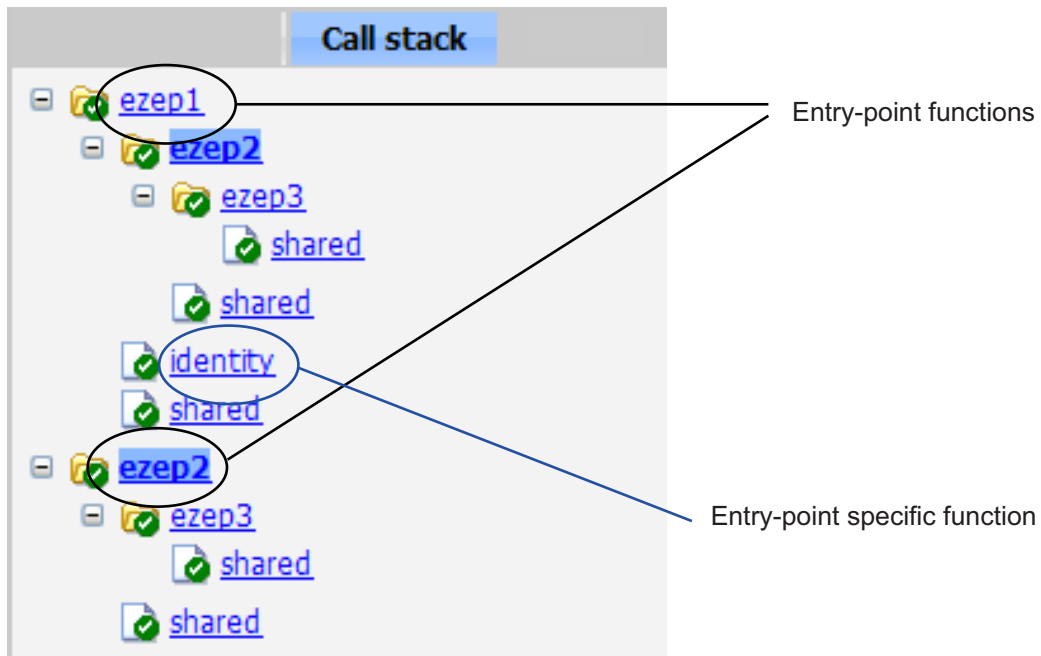 Call stack
ezep1
Entry-point functions
ezep2
ezep3
shared
shared
identity
shared
ezep2
ezep3
Entry-point specific function
shared
shared